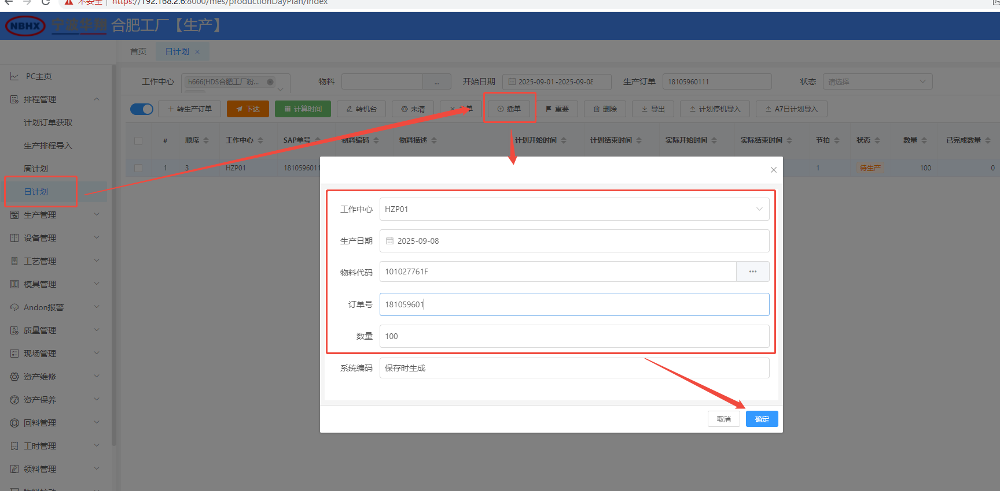 不安全 https://192.168.2.6:8000/mes/productionDayPlan/index
NBHX 宁波华翔 合肥工厂【生产】
首页 日计划 ×
PC主页
排程管理
计划订单获取
生产排程导入
周计划
日计划
生产管理
设备管理
工艺管理
模具管理
Andon报警
质量管理
现场管理
资产维修
资产保养
回料管理
工时管理
领料管理
工作中心 h666(HDS合肥工厂粉... 物料 ... 开始日期 2025-09-01 -2025-09-08 生产订单 18105960111 状态 请选择
转生产订单 下达 计算时间 转机台 未清 单 插单 重要 删除 导出 计划停机导入 A7日计划导入
# 顺序 工作中心 SAP单号 物料编码 物料描述 计划开始时间 计划结束时间 实际开始时间 实际结束时间 节拍 状态 数量 已完成数量
1 3 HZP01 1810596011 1 待生产 100 0
工作中心 HZP01
生产日期 2025-09-08
物料代码 101027761F ...
订单号 181059601
数量 100
系统编码 保存时生成
取消 确定